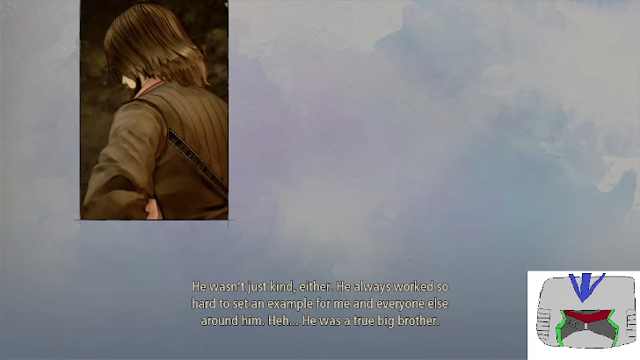 He wasn't just kind, either. He always worked so
hard to set an example for me and everyone else
around him. Heh... He was a true big brother.